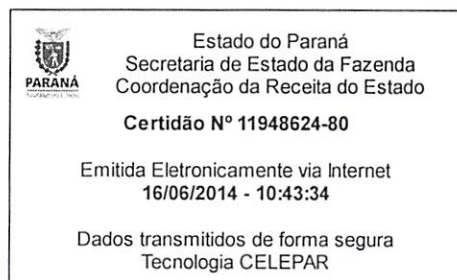 PARANÁ
Estado do Paraná
Secretaria de Estado da Fazenda
Coordenação da Receita do Estado
Certidão Nº 11948624-80
Emitida Eletronicamente via Internet
16/06/2014 - 10:43:34
Dados transmitidos de forma segura
Tecnologia CELEPAR